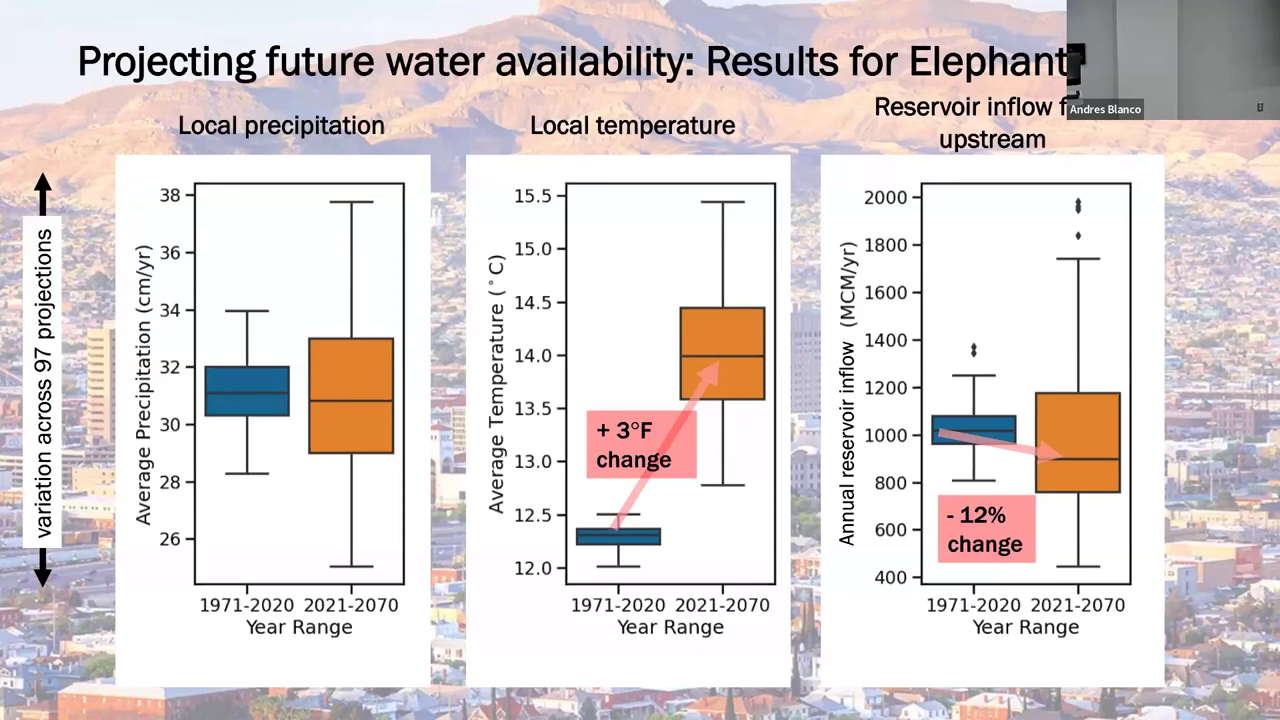 Projecting future water availability: Results for Elephant
Andres Blanco
Local precipitation
Local temperature
Reservoir inflow
upstream
variation across 97 projections
Average Precipitation (cm/yr)
38
36
34
32
30
28
26
1971-2020 2021-2070
Year Range
Average Temperature (°C)
15.5
15.0
14.5
14.0
13.5
13.0
12.5
12.0
+ 3°F
change
1971-2020 2021-2070
Year Range
Annual reservoir inflow (MCM/yr)
2000
1800
1600
1400
1200
1000
800
600
400
- 12%
change
1971-2020 2021-2070
Year Range